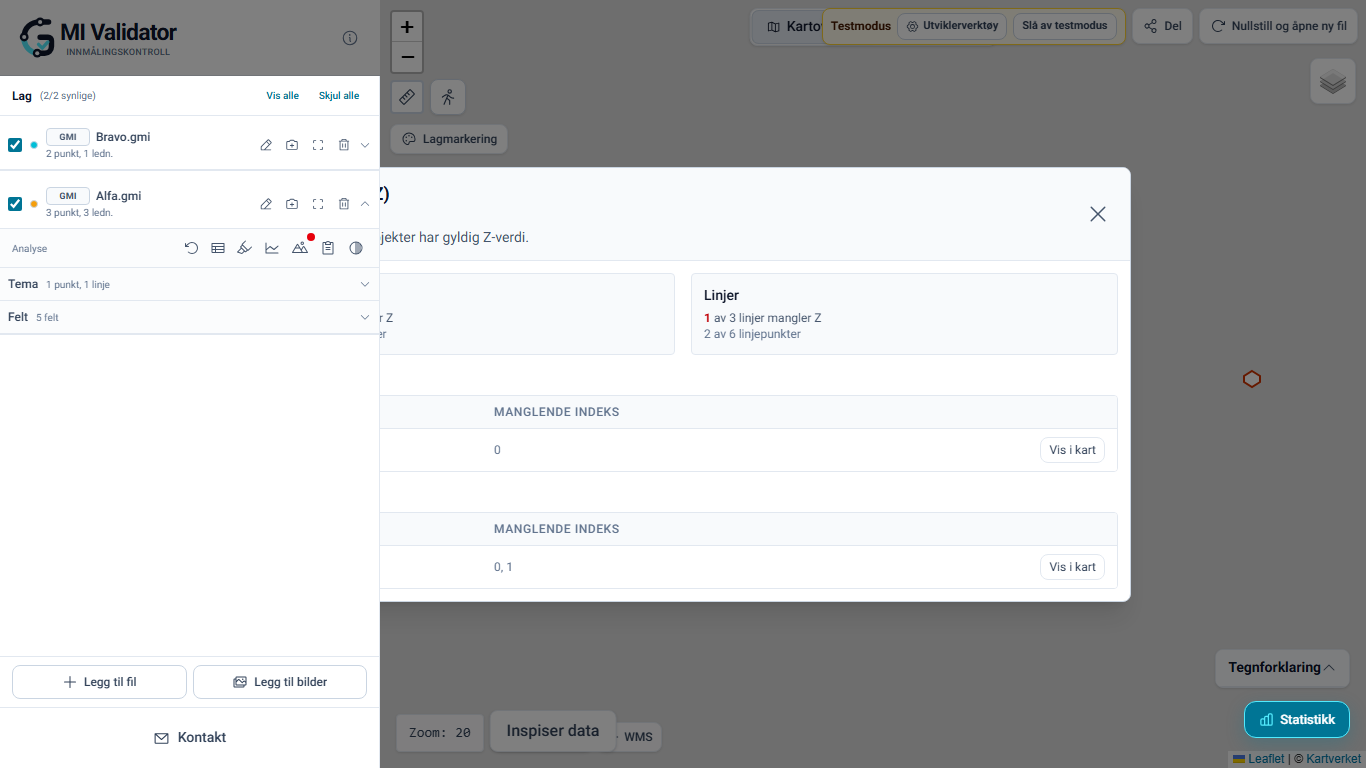 MI Validator
INNMÅLINGSKONTROLL
Lag (2/2 synlige) Vis alle Skjul alle
GMI Bravo.gmi
2 punkt, 1 ledn.
GMI Alfa.gmi
3 punkt, 3 ledn.
Analyse
Tema 1 punkt, 1 linje
Felt 5 felt
Legg til fil
Legg til bilder
Kontakt
+
−
Testmodus
Utviklerverktøy
Slå av testmodus
Del
Nullstill og åpne ny fil
Lagmarkering
Z)
har gyldig Z-verdi.
Z
Linjer
1 av 3 linjer mangler Z
2 av 6 linjepunkter
MANGLENDE INDEKS
0 Vis i kart
MANGLENDE INDEKS
0, 1 Vis i kart
Zoom: 20
Inspiser data
WMS
Tegnforklaring
Statistikk
Leaflet | © Kartverket